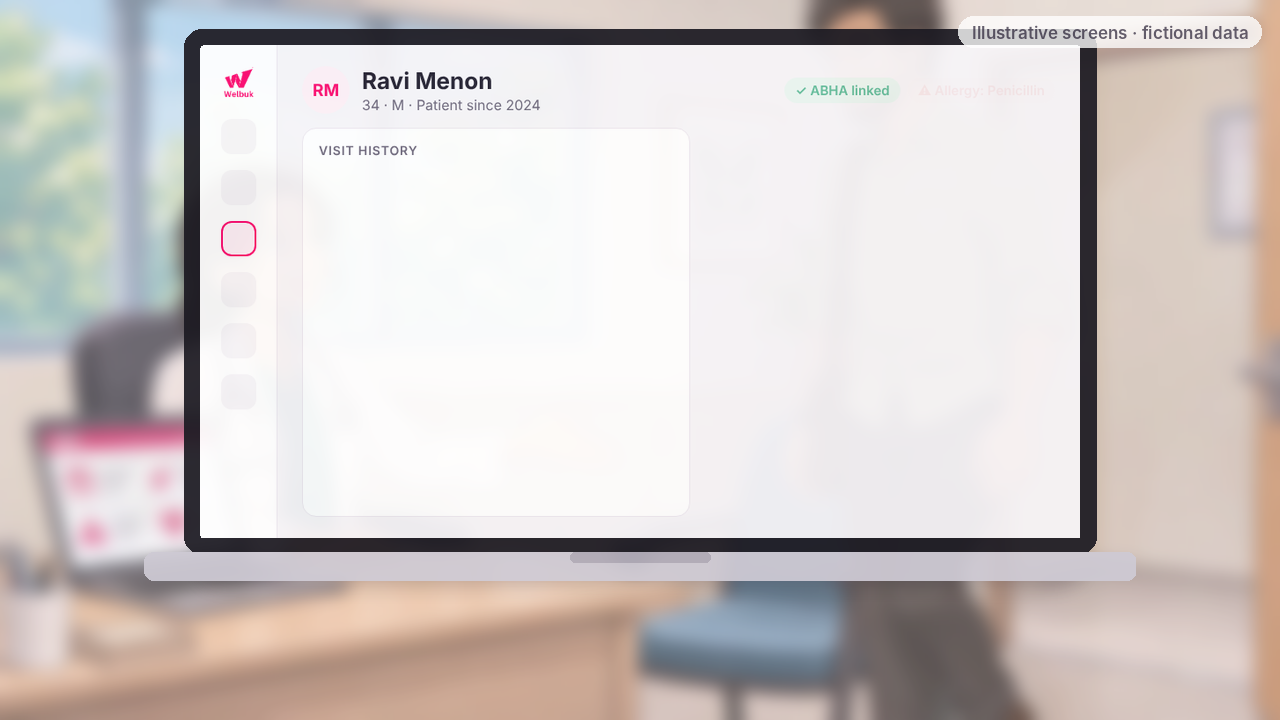 Illustrative screens · fictional data
Welbuk
RM
Ravi Menon
34 · M · Patient since 2024
✓ ABHA linked
⚠ Allergy: Penicillin
VISIT HISTORY